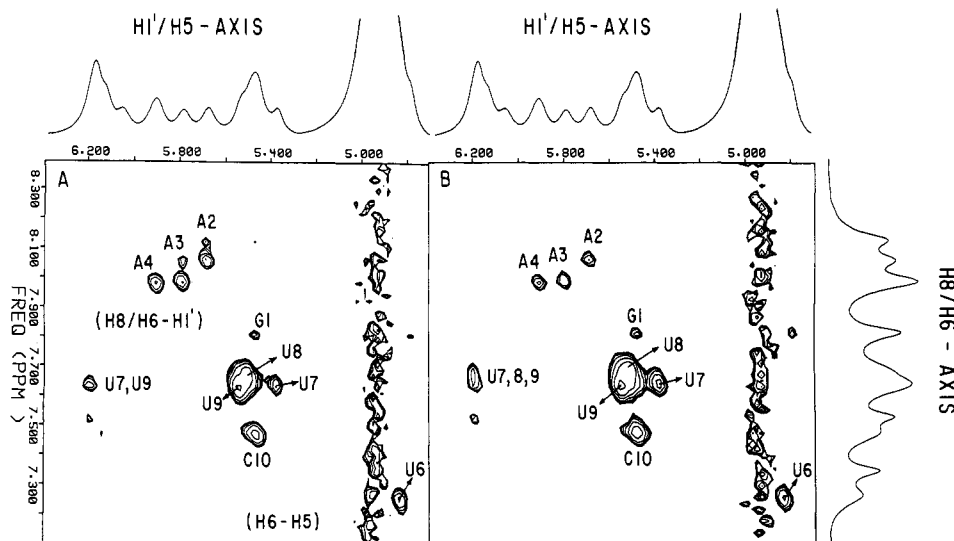 H1'/H5 - AXIS
H1'/H5 - AXIS
6.200 5.800 5.400 5.000
6.200 5.800 5.400 5.000
A
B
8.300
8.100
7.900
7.700
7.500
7.300
FREQ (PPM)
H8/H6 - AXIS
A2
A3
A4
(H8/H6-H1')
G1
U8
U7,U9
U7
U9
C10
U6
(H6-H5)
A2
A3
A4
G1
U8
U7,8,9
U7
U9
C10
U6